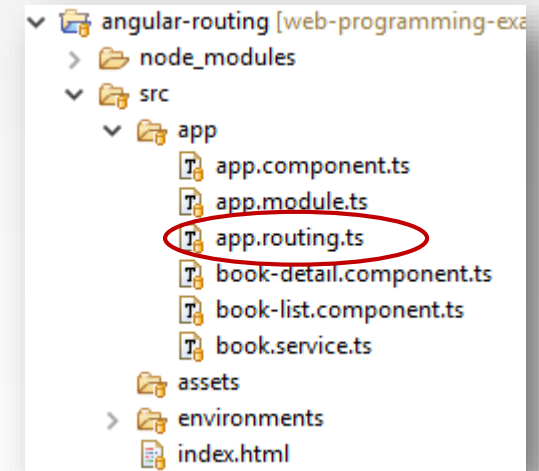 angular-routing [web-programming-exa
node_modules
src
app
app.component.ts
app.module.ts
app.routing.ts
book-detail.component.ts
book-list.component.ts
book.service.ts
assets
environments
index.html